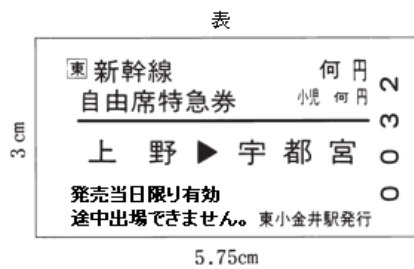 表
東 新幹線 何円
自由席特急券 小児 何円
上野▶宇都宮
発売当日限り有効
途中出場できません。 東小金井駅発行
0032
3cm
5.75cm